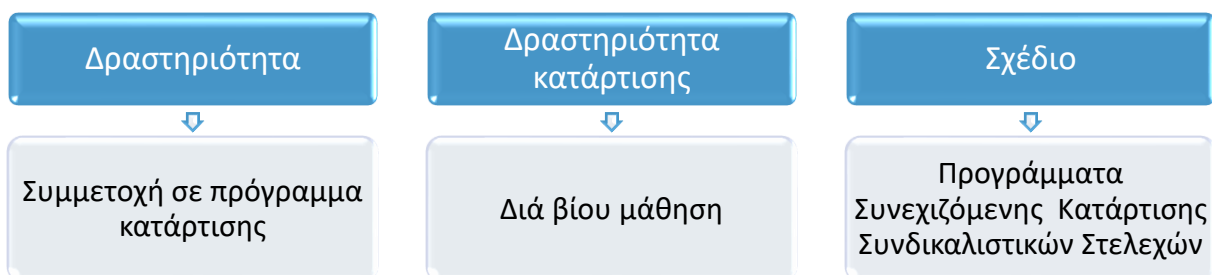 Δραστηριότητα
Συμμετοχή σε πρόγραμμα
κατάρτισης
Δραστηριότητα
κατάρτισης
Διά βίου μάθηση
Σχέδιο
Προγράμματα
Συνεχιζόμενης Κατάρτισης
Συνδικαλιστικών Στελεχών